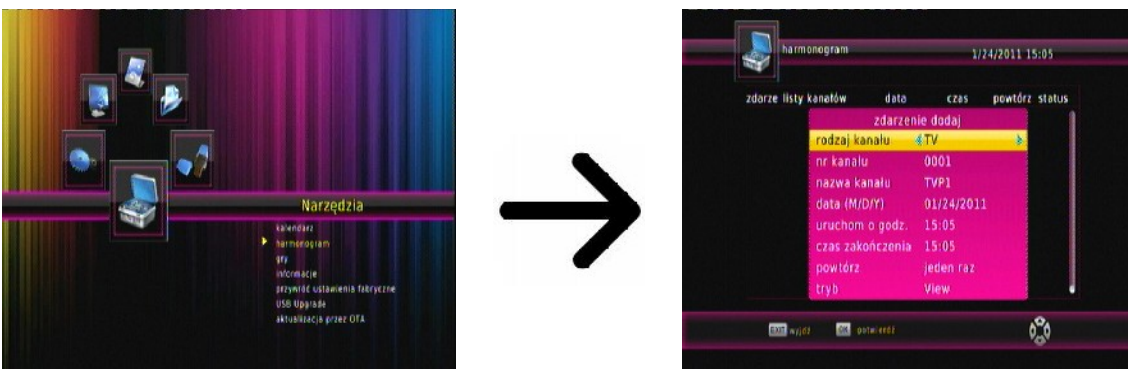 Narzędzia
kalendarz
harmonogram
gry
informacje
przywróć ustawienia fabryczne
USB Upgrade
aktualizacja przez OTA
harmonogram 1/24/2011 15:05
zdarze listy kanałów data czas powtórz status
zdarzenie dodaj
rodzaj kanału TV
nr kanału 0001
nazwa kanału TVP1
data (M/D/Y) 01/24/2011
uruchom o godz. 15:05
czas zakończenia 15:05
powtórz jeden raz
tryb View
EXIT wyjdź OK potwierdź